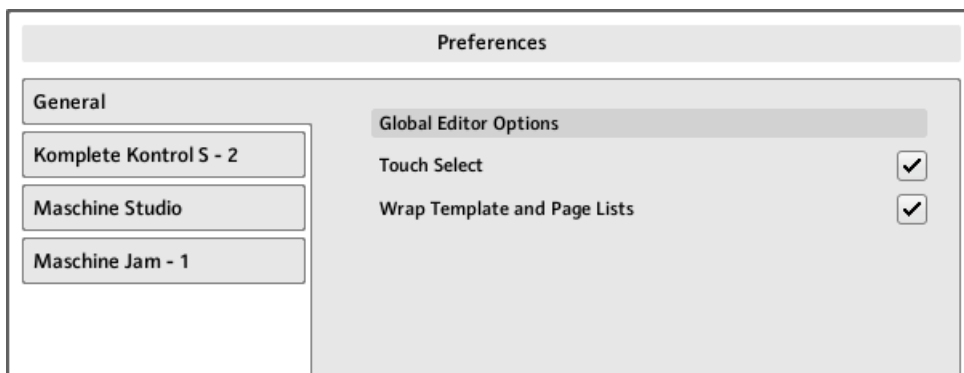 Preferences
General
Komplete Kontrol S - 2
Maschine Studio
Maschine Jam - 1
Global Editor Options
Touch Select
Wrap Template and Page Lists